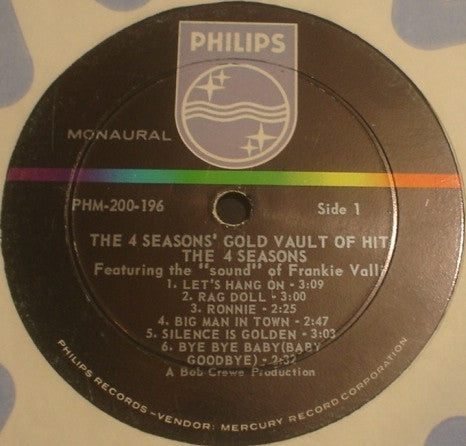 PHILIPS
MONAURAL
PHM-200-196 Side 1
THE 4 SEASONS' GOLD VAULT OF HIT
THE 4 SEASONS
Featuring the "sound" of Frankie Valli
1. LET'S HANG ON - 3:09
2. RAG DOLL - 3:00
3. RONNIE - 2:25
4. BIG MAN IN TOWN - 2:47
5. SILENCE IS GOLDEN - 3:03
6. BYE BYE BABY(BABY
GOODBYE) - 2:32
A Bob Crewe Production
PHILIPS RECORDS-VENDOR: MERCURY RECORD CORPORATION